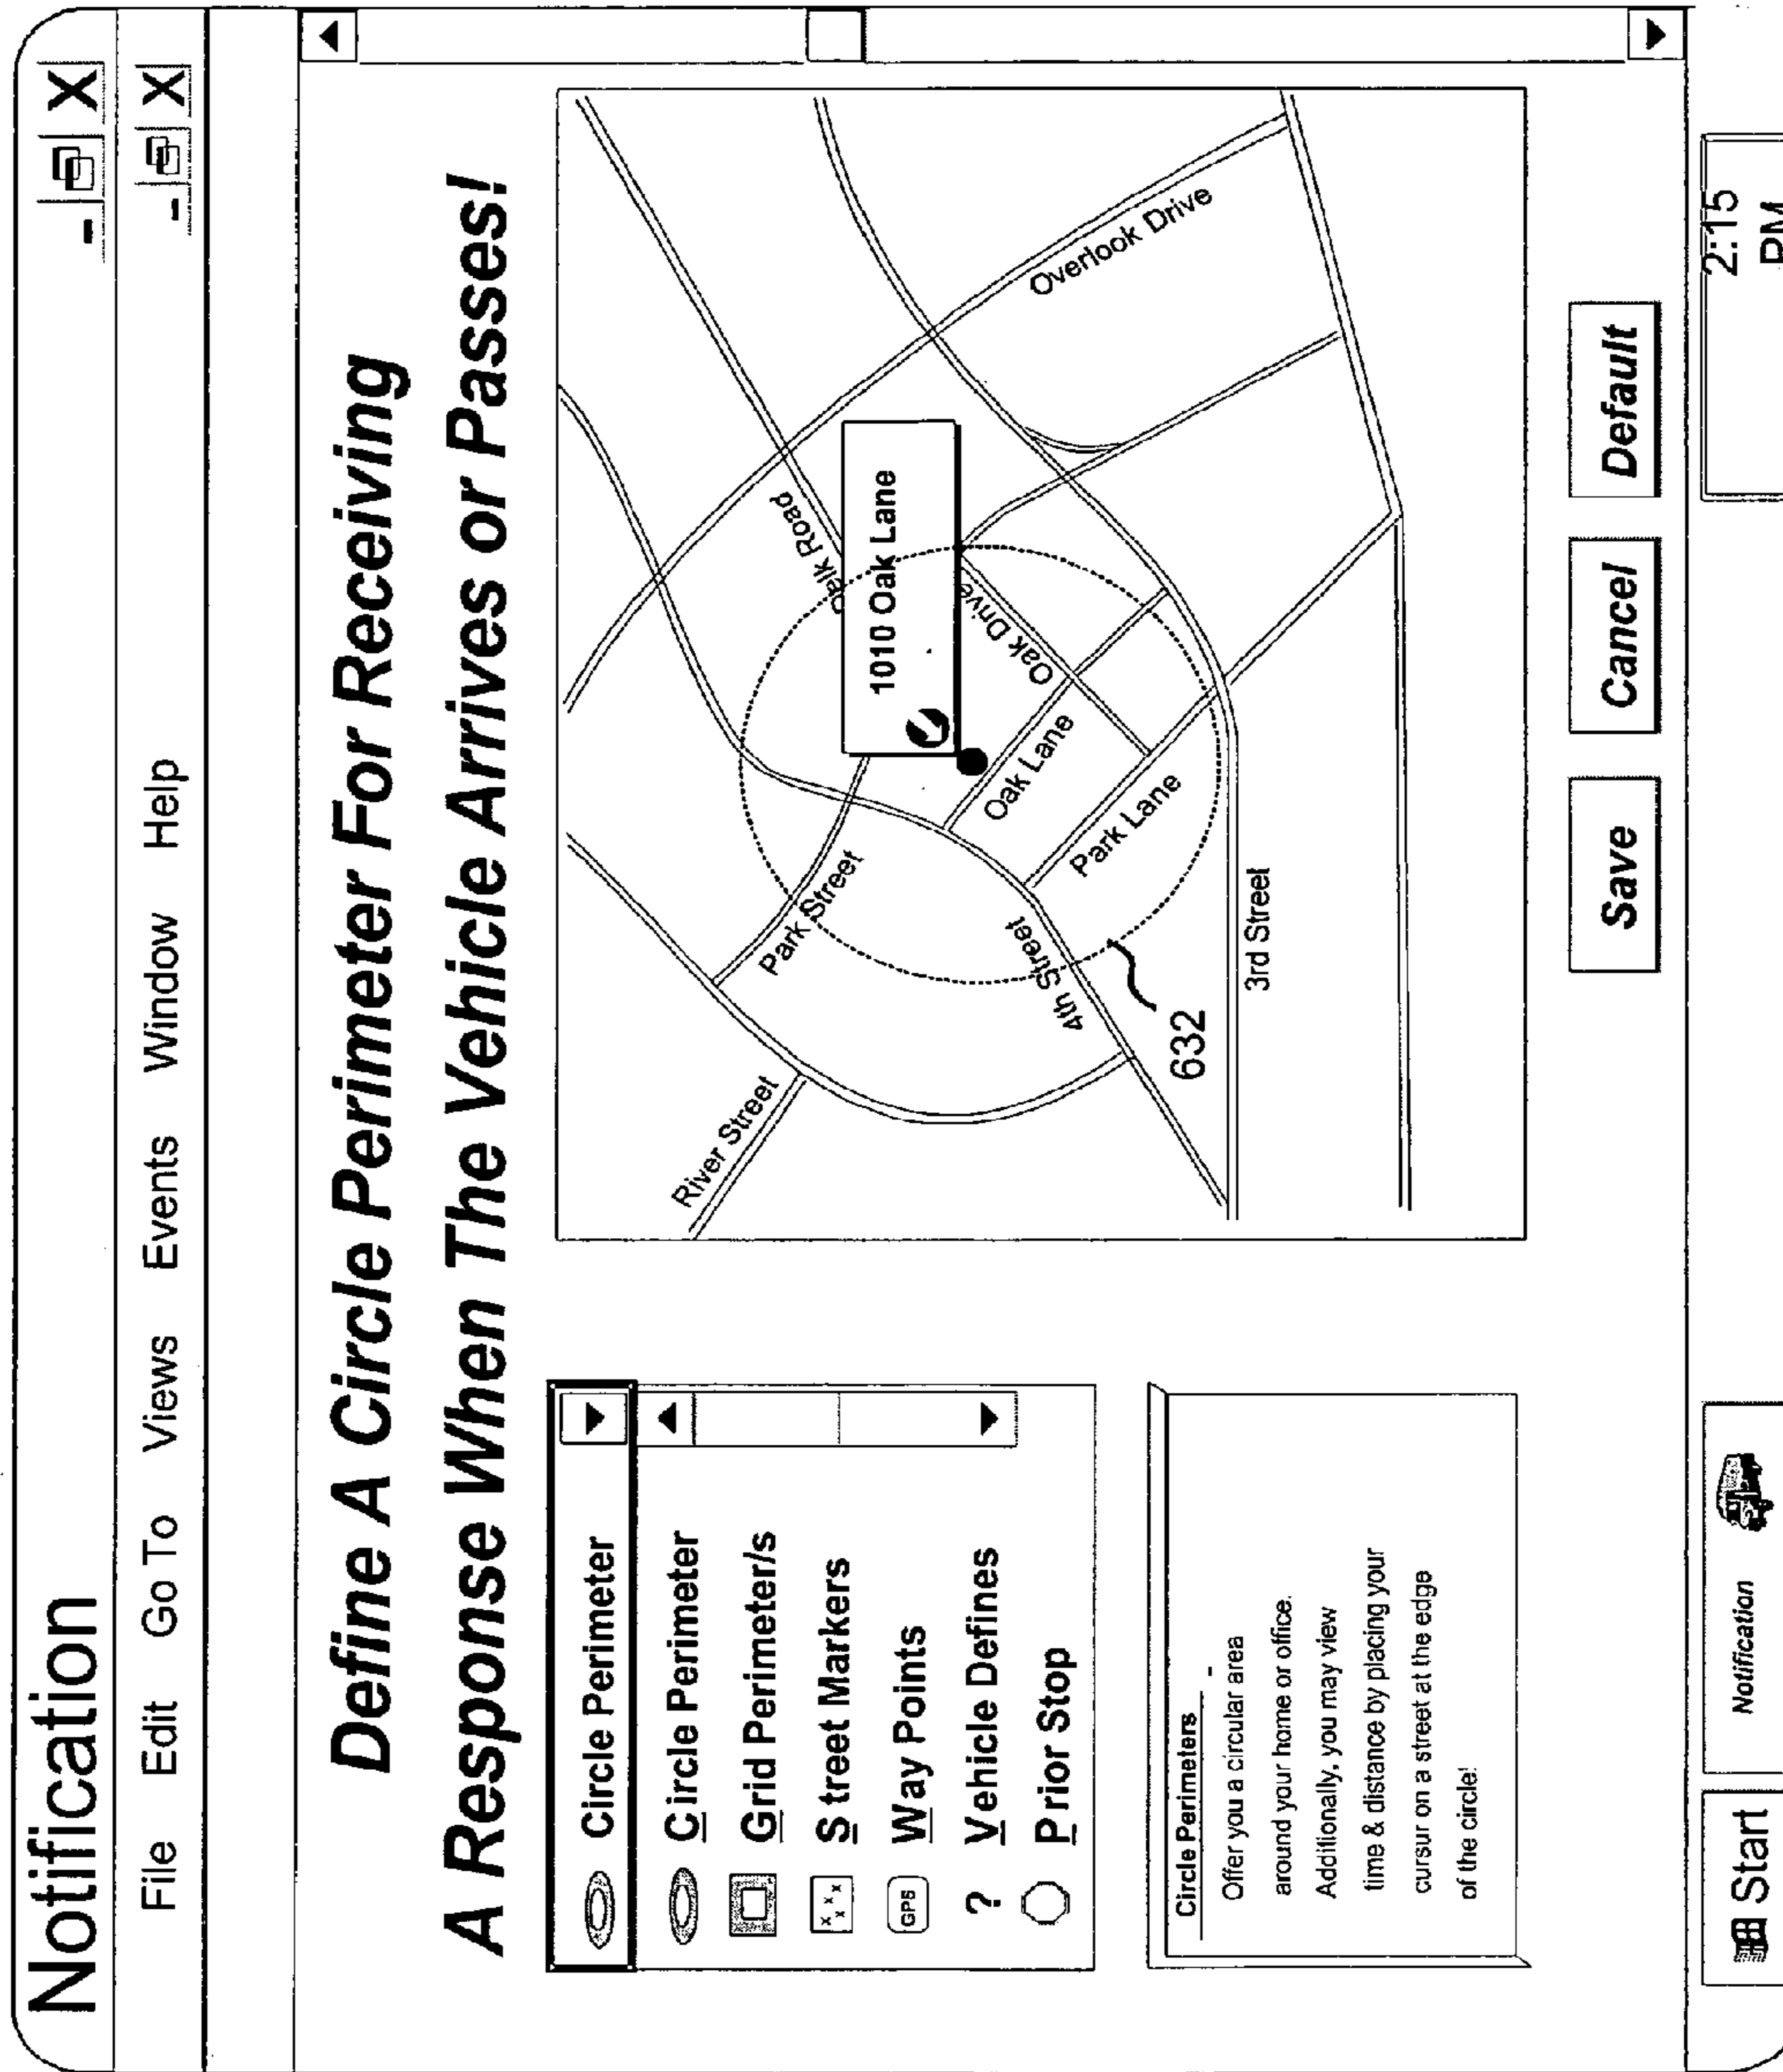 Notification
File Edit Go To Views Events Window Help
Define A Circle Perimeter For Receiving
A Response When The Vehicle Arrives or Passes!
Circle Perimeter
Circle Perimeter
Grid Perimeter/s
Street Markers
GPS Way Points
? Vehicle Defines
Prior Stop
Circle Perimeters
Offer you a circular area
around your home or office.
Additionally, you may view
time & distance by placing your
cursur on a street at the edge
of the circle!
River Street
Park Street
1010 Oak Lane
Road
Overlook Drive
Oak Drive
Oak Lane
Park Lane
4th Street
632
3rd Street
Save Cancel Default
Start
Notification
2:15
PM